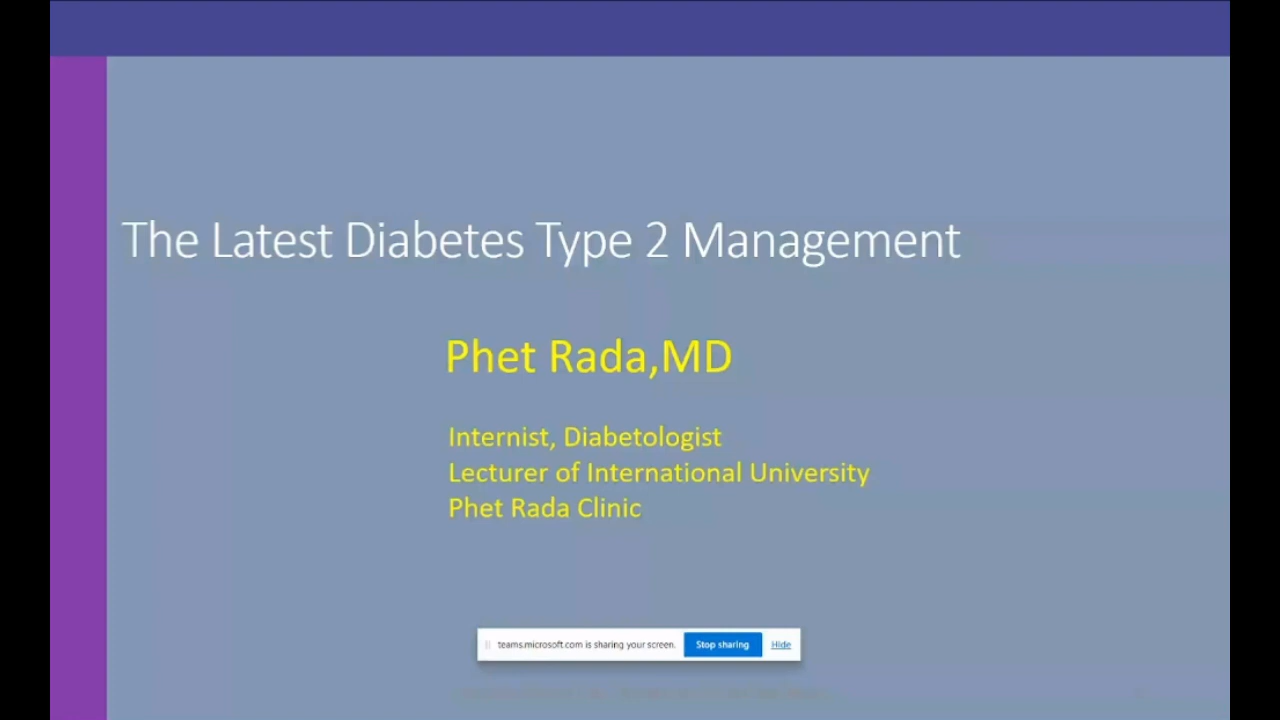 The Latest Diabetes Type 2 Management
Phet Rada,MD
Internist, Diabetologist
Lecturer of International University
Phet Rada Clinic
teams.microsoft.com is sharing your screen.
Stop sharing
Hide